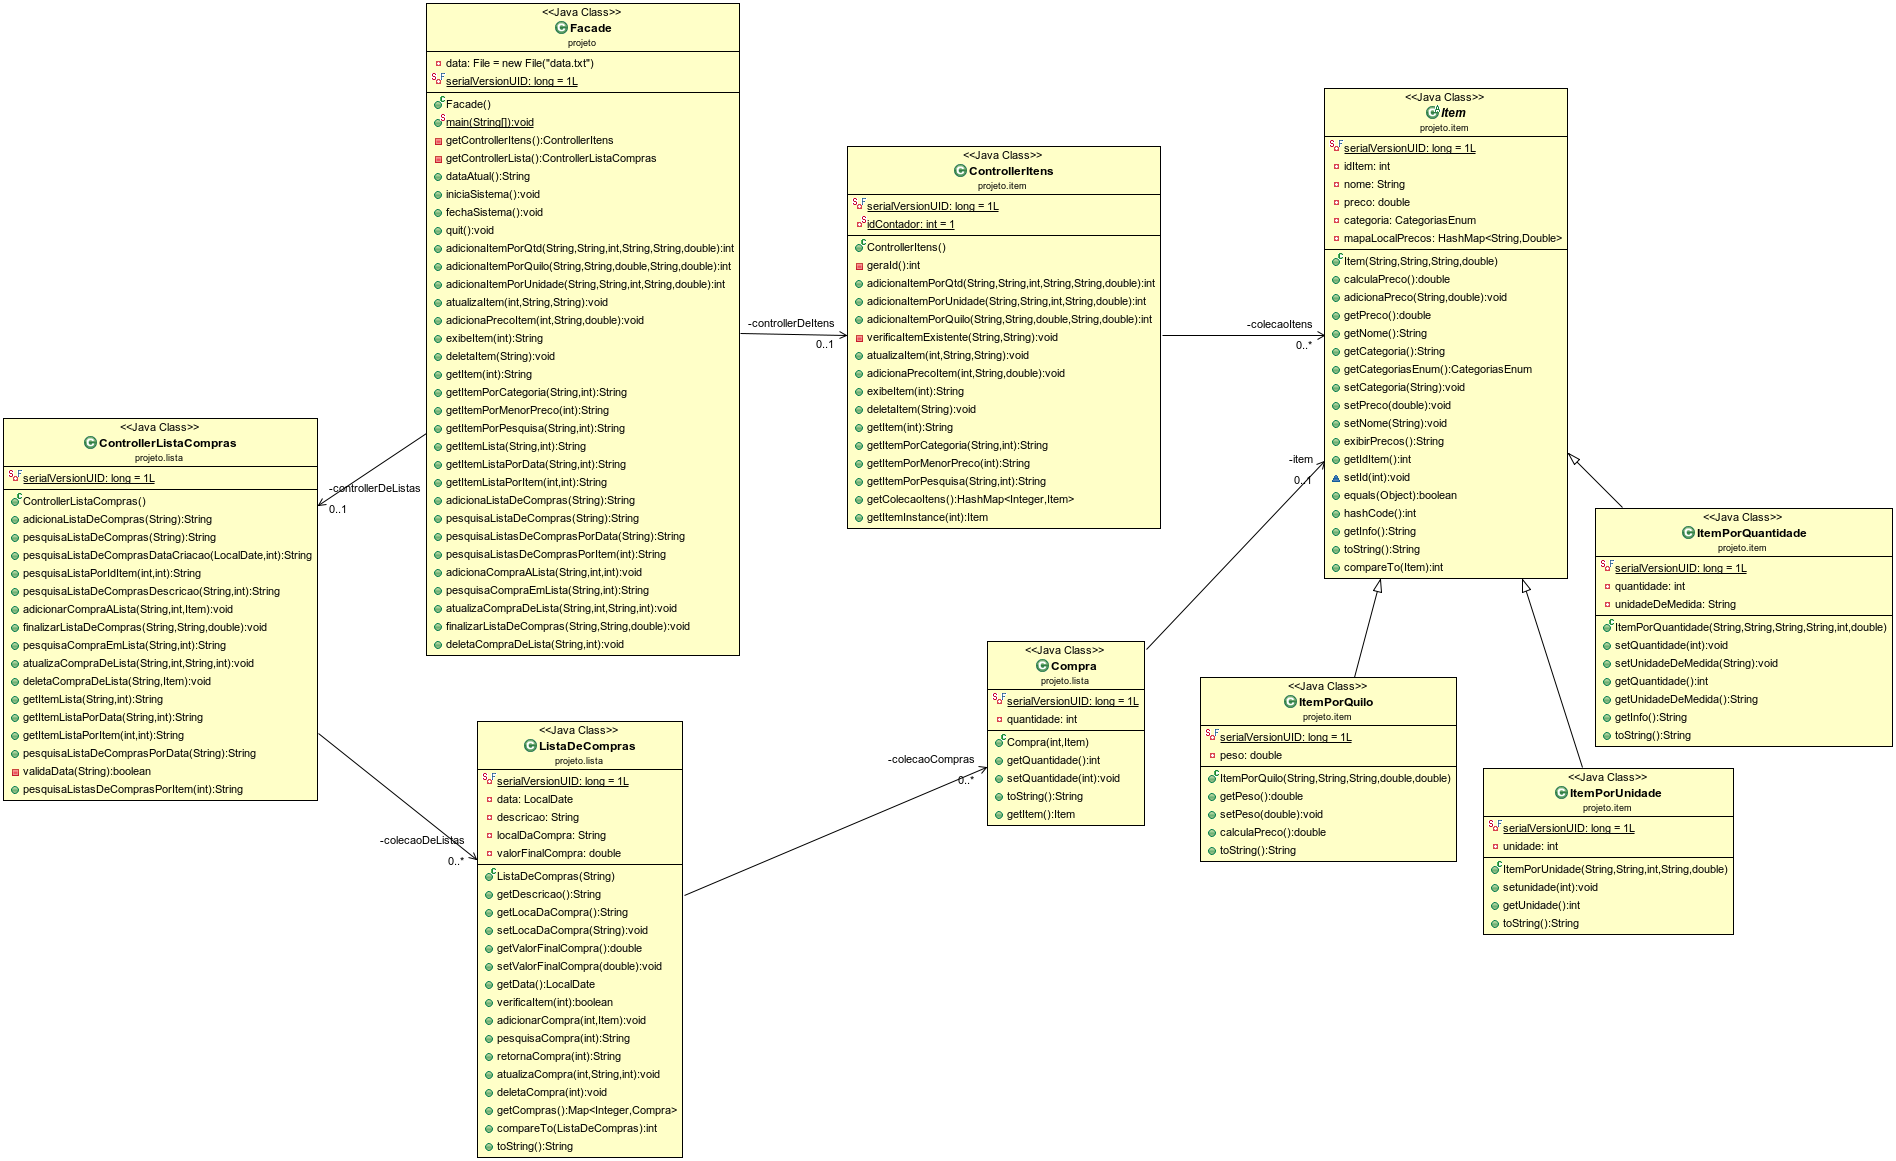 <<Java Class>>
Facade
projeto
data: File = new File("data.txt")
serialVersionUID: long = 1L
Facade()
main(String[]):void
getControllerItens():ControllerItens
getControllerLista():ControllerListaCompras
dataAtual():String
iniciaSistema():void
fechaSistema():void
quit():void
adicionaItemPorQtd(String,String,int,String,String,double):int
adicionaItemPorQuilo(String,String,double,String,double):int
adicionaItemPorUnidade(String,String,int,String,double):int
atualizaItem(int,String,String):void
adicionaPrecoItem(int,String,double):void
exibeItem(int):String
deletaItem(String):void
getItem(int):String
getItemPorCategoria(String,int):String
getItemPorMenorPreco(int):String
getItemPorPesquisa(String,int):String
getItemLista(String,int):String
getItemListaPorData(String,int):String
getItemListaPorItem(int,int):String
adicionaListaDeCompras(String):String
pesquisaListaDeCompras(String):String
pesquisaListasDeComprasPorData(String):String
pesquisaListasDeComprasPorItem(int):String
adicionaCompraALista(String,int,int):void
pesquisaCompraEmLista(String,int):String
atualizaCompraDeLista(String,int,String,int):void
finalizarListaDeCompras(String,String,double):void
deletaCompraDeLista(String,int):void
-controllerDeItens
0..1
<<Java Class>>
ControllerItens
projeto.item
serialVersionUID: long = 1L
idContador: int = 1
ControllerItens()
geraId():int
adicionaItemPorQtd(String,String,int,String,String,double):int
adicionaItemPorUnidade(String,String,int,String,double):int
adicionaItemPorQuilo(String,String,double,String,double):int
verificaItemExistente(String,String):void
atualizaItem(int,String,String):void
adicionaPrecoItem(int,String,double):void
exibeItem(int):String
deletaItem(String):void
getItem(int):String
getItemPorCategoria(String,int):String
getItemPorMenorPreco(int):String
getItemPorPesquisa(String,int):String
getColecaoItens():HashMap<Integer,Item>
getItemInstance(int):Item
-colecaoItens
0..*
<<Java Class>>
Item
projeto.item
serialVersionUID: long = 1L
idItem: int
nome: String
preco: double
categoria: CategoriasEnum
mapaLocalPrecos: HashMap<String,Double>
Item(String,String,String,double)
calculaPreco():double
adicionaPreco(String,double):void
getPreco():double
getNome():String
getCategoria():String
getCategoriasEnum():CategoriasEnum
setCategoria(String):void
setPreco(double):void
setNome(String):void
exibirPrecos():String
getIdItem():int
setId(int):void
equals(Object):boolean
hashCode():int
getInfo():String
toString():String
compareTo(Item):int
-item
0..1
-controllerDeListas
0..1
<<Java Class>>
ControllerListaCompras
projeto.lista
serialVersionUID: long = 1L
ControllerListaCompras()
adicionaListaDeCompras(String):String
pesquisaListaDeCompras(String):String
pesquisaListaDeComprasDataCriacao(LocalDate,int):String
pesquisaListaPorIdItem(int,int):String
pesquisaListaDeComprasDescricao(String,int):String
adicionarCompraALista(String,int,Item):void
finalizarListaDeCompras(String,String,double):void
pesquisaCompraEmLista(String,int):String
atualizaCompraDeLista(String,int,String,int):void
deletaCompraDeLista(String,Item):void
getItemLista(String,int):String
getItemListaPorData(String,int):String
getItemListaPorItem(int,int):String
pesquisaListaDeComprasPorData(String):String
validaData(String):boolean
pesquisaListasDeComprasPorItem(int):String
-colecaoDeListas
0..*
<<Java Class>>
ListaDeCompras
projeto.lista
serialVersionUID: long = 1L
data: LocalDate
descricao: String
localDaCompra: String
valorFinalCompra: double
ListaDeCompras(String)
getDescricao():String
getLocaDaCompra():String
setLocaDaCompra(String):void
getValorFinalCompra():double
setValorFinalCompra(double):void
getData():LocalDate
verificaItem(int):boolean
adicionarCompra(int,Item):void
pesquisaCompra(int):String
retornaCompra(int):String
atualizaCompra(int,String,int):void
deletaCompra(int):void
getCompras():Map<Integer,Compra>
compareTo(ListaDeCompras):int
toString():String
-colecaoCompras
0..*
<<Java Class>>
Compra
projeto.lista
serialVersionUID: long = 1L
quantidade: int
Compra(int,Item)
getQuantidade():int
setQuantidade(int):void
toString():String
getItem():Item
<<Java Class>>
ItemPorQuilo
projeto.item
serialVersionUID: long = 1L
peso: double
ItemPorQuilo(String,String,String,double,double)
getPeso():double
setPeso(double):void
calculaPreco():double
toString():String
<<Java Class>>
ItemPorQuantidade
projeto.item
serialVersionUID: long = 1L
quantidade: int
unidadeDeMedida: String
ItemPorQuantidade(String,String,String,String,int,double)
setQuantidade(int):void
setUnidadeDeMedida(String):void
getQuantidade():int
getUnidadeDeMedida():String
getInfo():String
toString():String
<<Java Class>>
ItemPorUnidade
projeto.item
serialVersionUID: long = 1L
unidade: int
ItemPorUnidade(String,String,int,String,double)
setunidade(int):void
getUnidade():int
toString():String